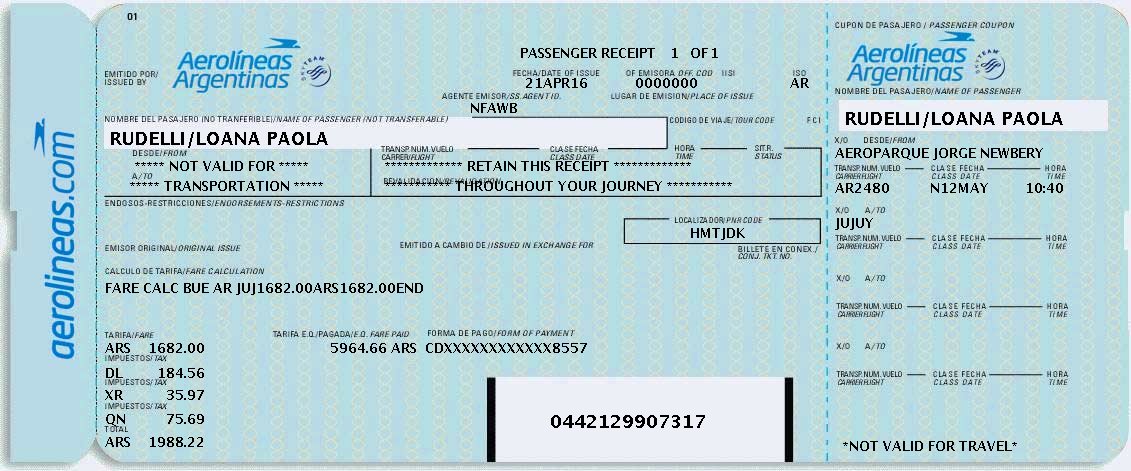 01
aerolineas.com
Aerolíneas
Argentinas
SKYTEAM
EMITIDO POR/
ISSUED BY
PASSENGER RECEIPT 1 OF 1
FECHA/DATE OF ISSUE OF EMISORA OFF. COD IISI ISO
21APR16 0000000 AR
AGENTE EMISOR/SS.AGENT ID. LUGAR DE EMISION/PLACE OF ISSUE
NFAWB
NOMBRE DEL PASAJERO (NO TRANFERIBLE)/NAME OF PASSENGER (NOT TRANSFERABLE) CODIGO DE VIAJE/TOUR CODE F C I
RUDELLI/LOANA PAOLA
DESDE/FROM TRANSP. NUM. VUELO CLASE FECHA HORA SIT.R.
CARRIER/FLIGHT CLASS DATE TIME STATUS
***** NOT VALID FOR ***** ************ RETAIN THIS RECEIPT ************
A/TO REVALIDACION/REVALIDATION
***** TRANSPORTATION ***** *********** THROUGHOUT YOUR JOURNEY ***********
ENDOSOS-RESTRICCIONES/ENDORSEMENTS-RESTRICTIONS
LOCALIZADOR/PNR CODE
HMTJDK
EMISOR ORIGINAL/ORIGINAL ISSUE EMITIDO A CAMBIO DE /ISSUED IN EXCHANGE FOR BILLETE EN CONEX./
CONJ. TKT. NO.
CALCULO DE TARIFA/FARE CALCULATION
FARE CALC BUE AR JUJ1682.00ARS1682.00END
TARIFA/FARE TARIFA E.Q./PAGADA/E.Q. FARE PAID FORMA DE PAGO/FORM OF PAYMENT
ARS 1682.00 5964.66 ARS CDXXXXXXXXXXXX8557
IMPUESTOS/TAX
DL 184.56
IMPUESTOS/TAX
XR 35.97
IMPUESTOS/TAX
QN 75.69
TOTAL
ARS 1988.22
0442129907317
CUPON DE PASAJERO / PASSENGER COUPON
Aerolíneas
Argentinas
SKYTEAM
NOMBRE DEL PASAJERO/NAME OF PASSENGER
RUDELLI/LOANA PAOLA
X/O DESDE/FROM
AEROPARQUE JORGE NEWBERY
TRANSP. NUM. VUELO CLASE FECHA HORA
CARRIER/FLIGHT CLASS DATE TIME
AR2480 N12MAY 10:40
X/O A/TO
JUJUY
TRANSP. NUM. VUELO CLASE FECHA HORA
CARRIER/FLIGHT CLASS DATE TIME
X/O A/TO
TRANSP. NUM. VUELO CLASE FECHA HORA
CARRIER/FLIGHT CLASS DATE TIME
X/O A/TO
TRANSP. NUM. VUELO CLASE FECHA HORA
CARRIER/FLIGHT CLASS DATE TIME
*NOT VALID FOR TRAVEL*